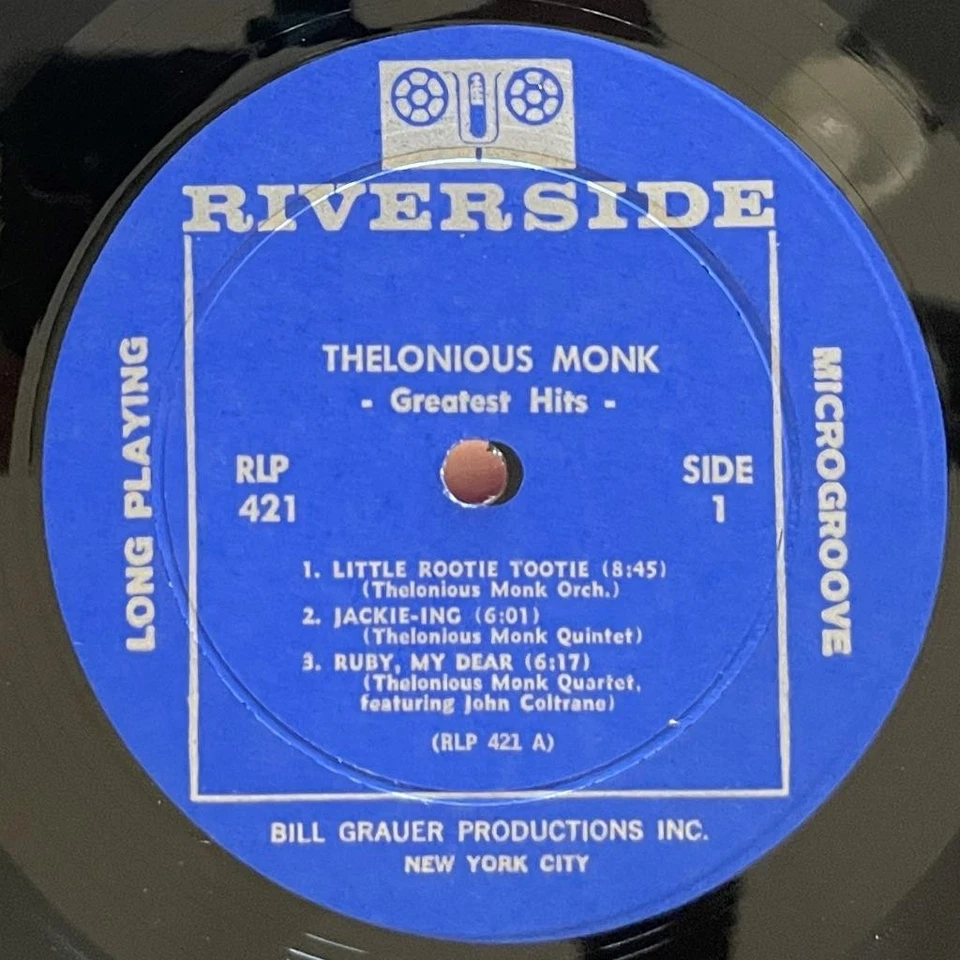 RIVERSIDE
LONG PLAYING
MICROGROOVE
THELONIOUS MONK
- Greatest Hits -
RLP
421
SIDE
1
1. LITTLE ROOTIE TOOTIE (8:45)
(Thelonious Monk Orch.)
2. JACKIE-ING (6:01)
(Thelonious Monk Quintet)
3. RUBY, MY DEAR (6:17)
(Thelonious Monk Quartet,
featuring John Coltrane)
(RLP 421 A)
BILL GRAUER PRODUCTIONS INC.
NEW YORK CITY